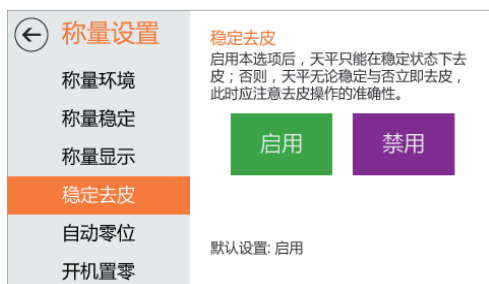 称量设置
称量环境
称量稳定
称量显示
稳定去皮
自动零位
开机置零
稳定去皮
启用本选项后，天平只能在稳定状态下去
皮；否则，天平无论稳定与否立即去皮，
此时应注意去皮操作的准确性。
启用
禁用
默认设置: 启用